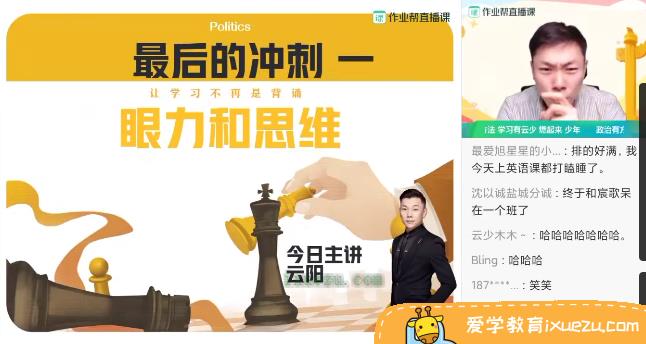 Politics
作业帮直播课
最后的冲刺 一
让学习不再是背诵
眼力和思维
今日主讲
云阳
作业帮直播课
法 学习有云少 燃起来 少年 政治有方
最爱旭星星的小...：排的好满，我
今天上英语课都打瞌睡了。
沈以诚盐城分诚：终于和宸歌呆
在一个班了
云少木木~：哈哈哈哈哈哈哈。
Bling：哈哈哈
187****...：笑笑
爱学教育ixuezu.com